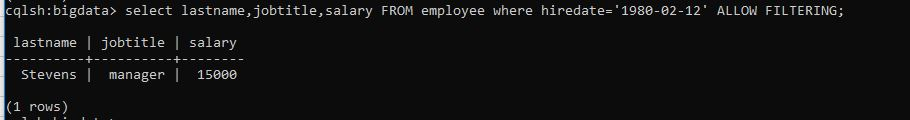 cqlsh:bigdata> select lastname,jobtitle,salary FROM employee where hiredate='1980-02-12' ALLOW FILTERING;
 lastname | jobtitle | salary
----------+----------+--------
  Stevens |  manager |  15000
(1 rows)